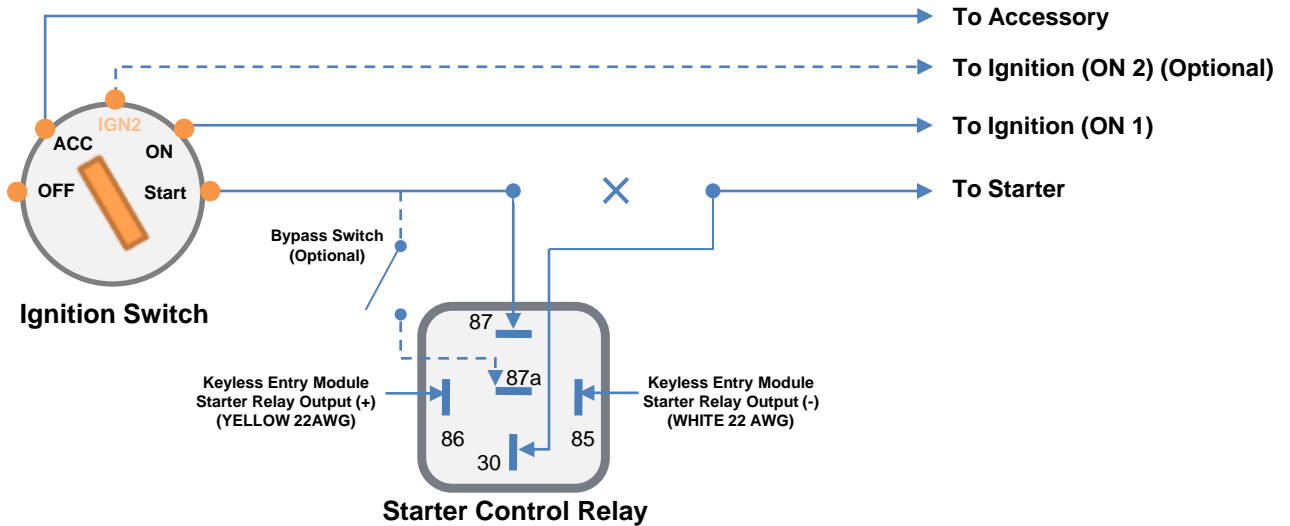 To Accessory
To Ignition (ON 2) (Optional)
IGN2
To Ignition (ON 1)
ACC
ON
OFF
Start
To Starter
Bypass Switch
(Optional)
Ignition Switch
87
87a
Keyless Entry Module
Starter Relay Output (+)
(YELLOW 22AWG)
Keyless Entry Module
Starter Relay Output (-)
(WHITE 22 AWG)
86
85
30
Starter Control Relay